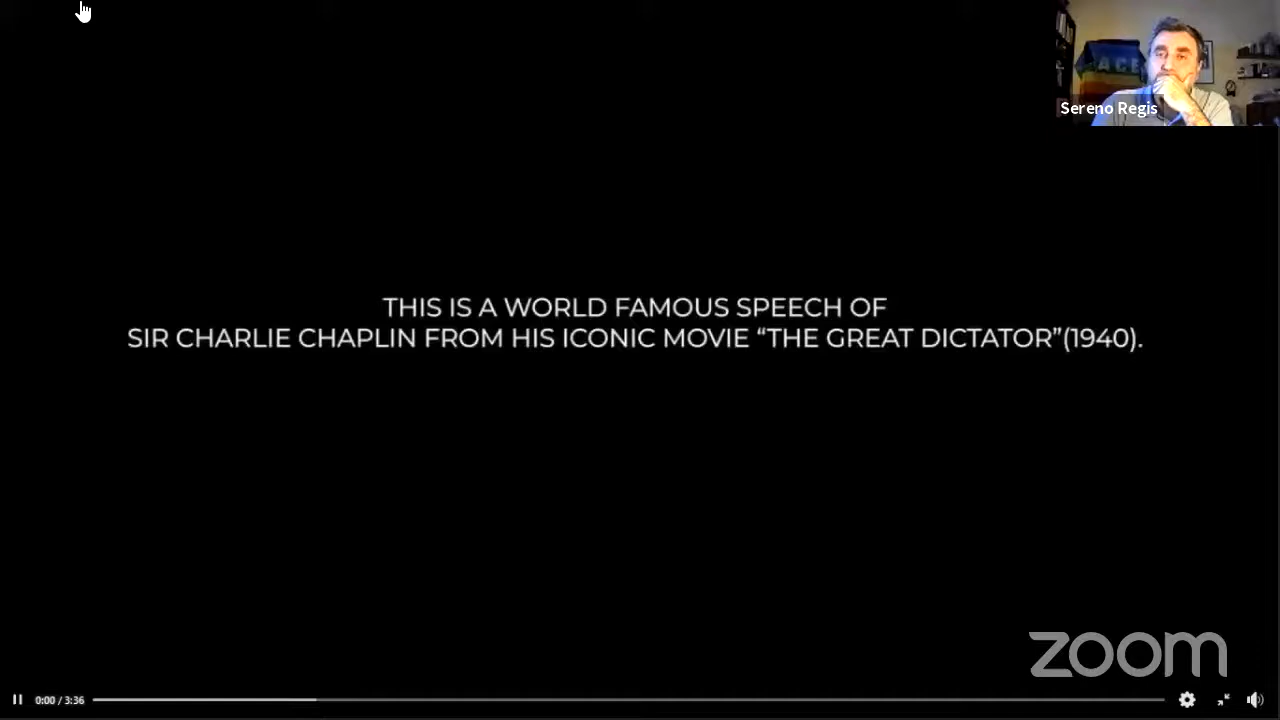 ACE
Sereno Regis
THIS IS A WORLD FAMOUS SPEECH OF
SIR CHARLIE CHAPLIN FROM HIS ICONIC MOVIE “THE GREAT DICTATOR”(1940).
zoom
0:00 / 3:36